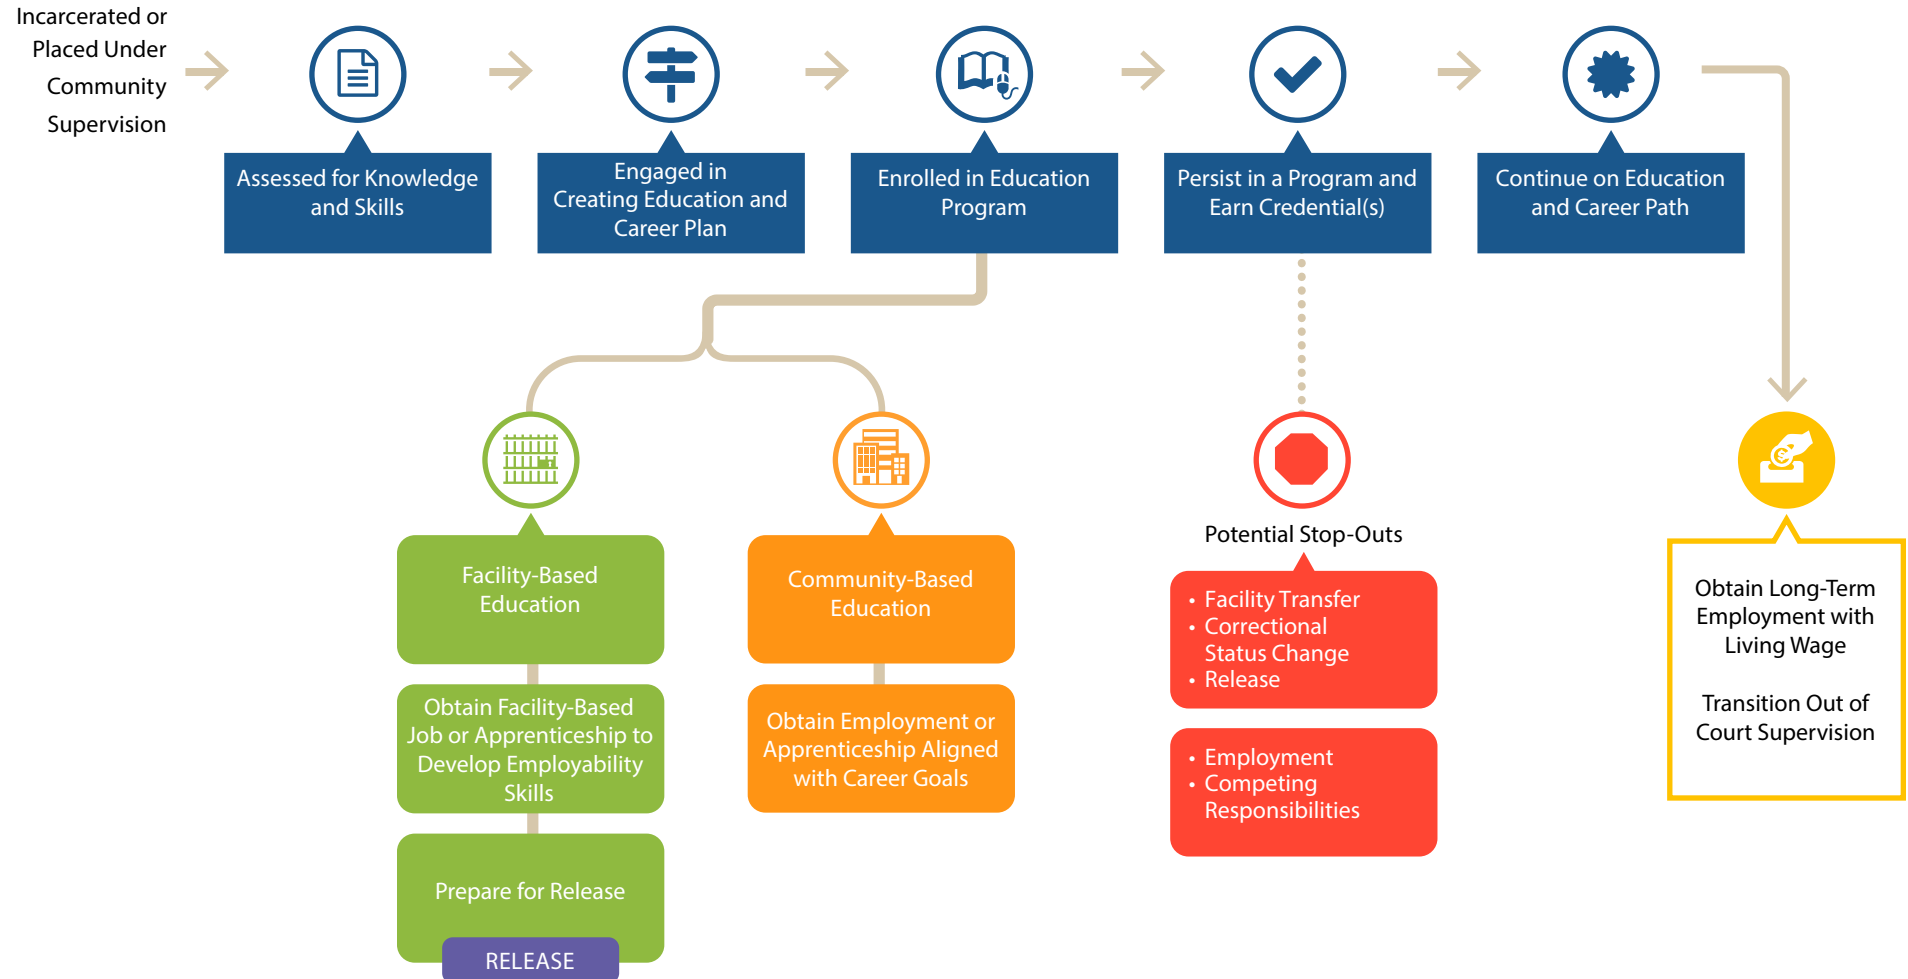 Incarcerated or
Placed Under
Community
Supervision
Assessed for Knowledge
and Skills
Engaged in
Creating Education and
Career Plan
Enrolled in Education
Program
Persist in a Program and
Earn Credential(s)
Continue on Education
and Career Path
Facility-Based
Education
Obtain Facility-Based
Job or Apprenticeship to
Develop Employability
Skills
Prepare for Release
RELEASE
Community-Based
Education
Obtain Employment or
Apprenticeship Aligned
with Career Goals
Potential Stop-Outs
• Facility Transfer
• Correctional
Status Change
• Release
• Employment
• Competing
Responsibilities
$
Obtain Long-Term
Employment with
Living Wage
Transition Out of
Court Supervision